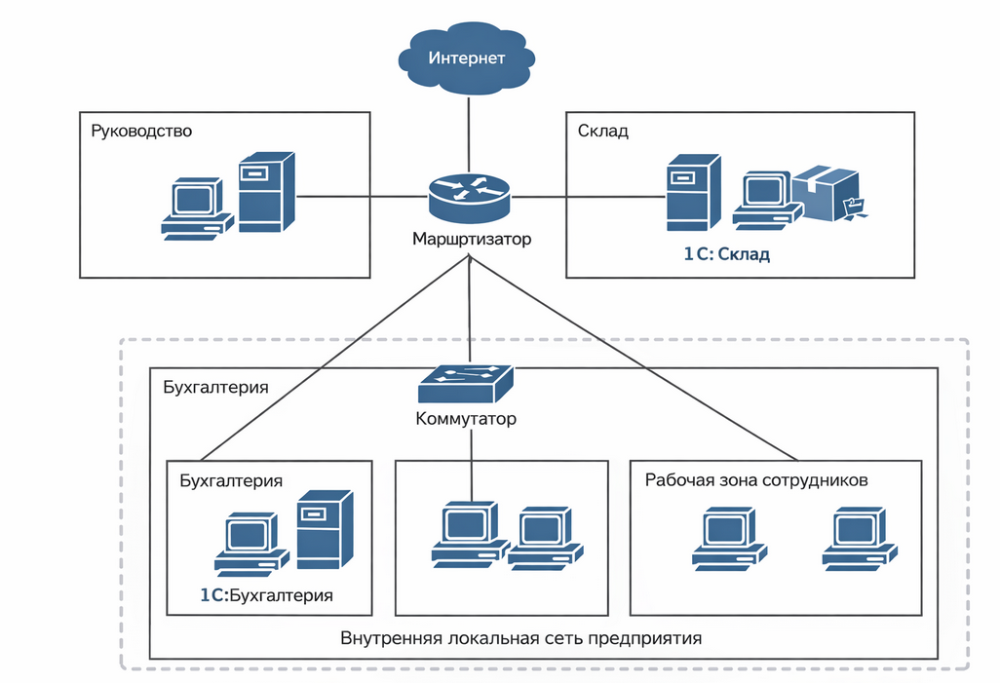 Интернет
Руководство
Склад
Маршртизатор
1С: Склад
Бухгалтерия
Коммутатор
Бухгалтерия
Рабочая зона сотрудников
1С:Бухгалтерия
Внутренняя локальная сеть предприятия